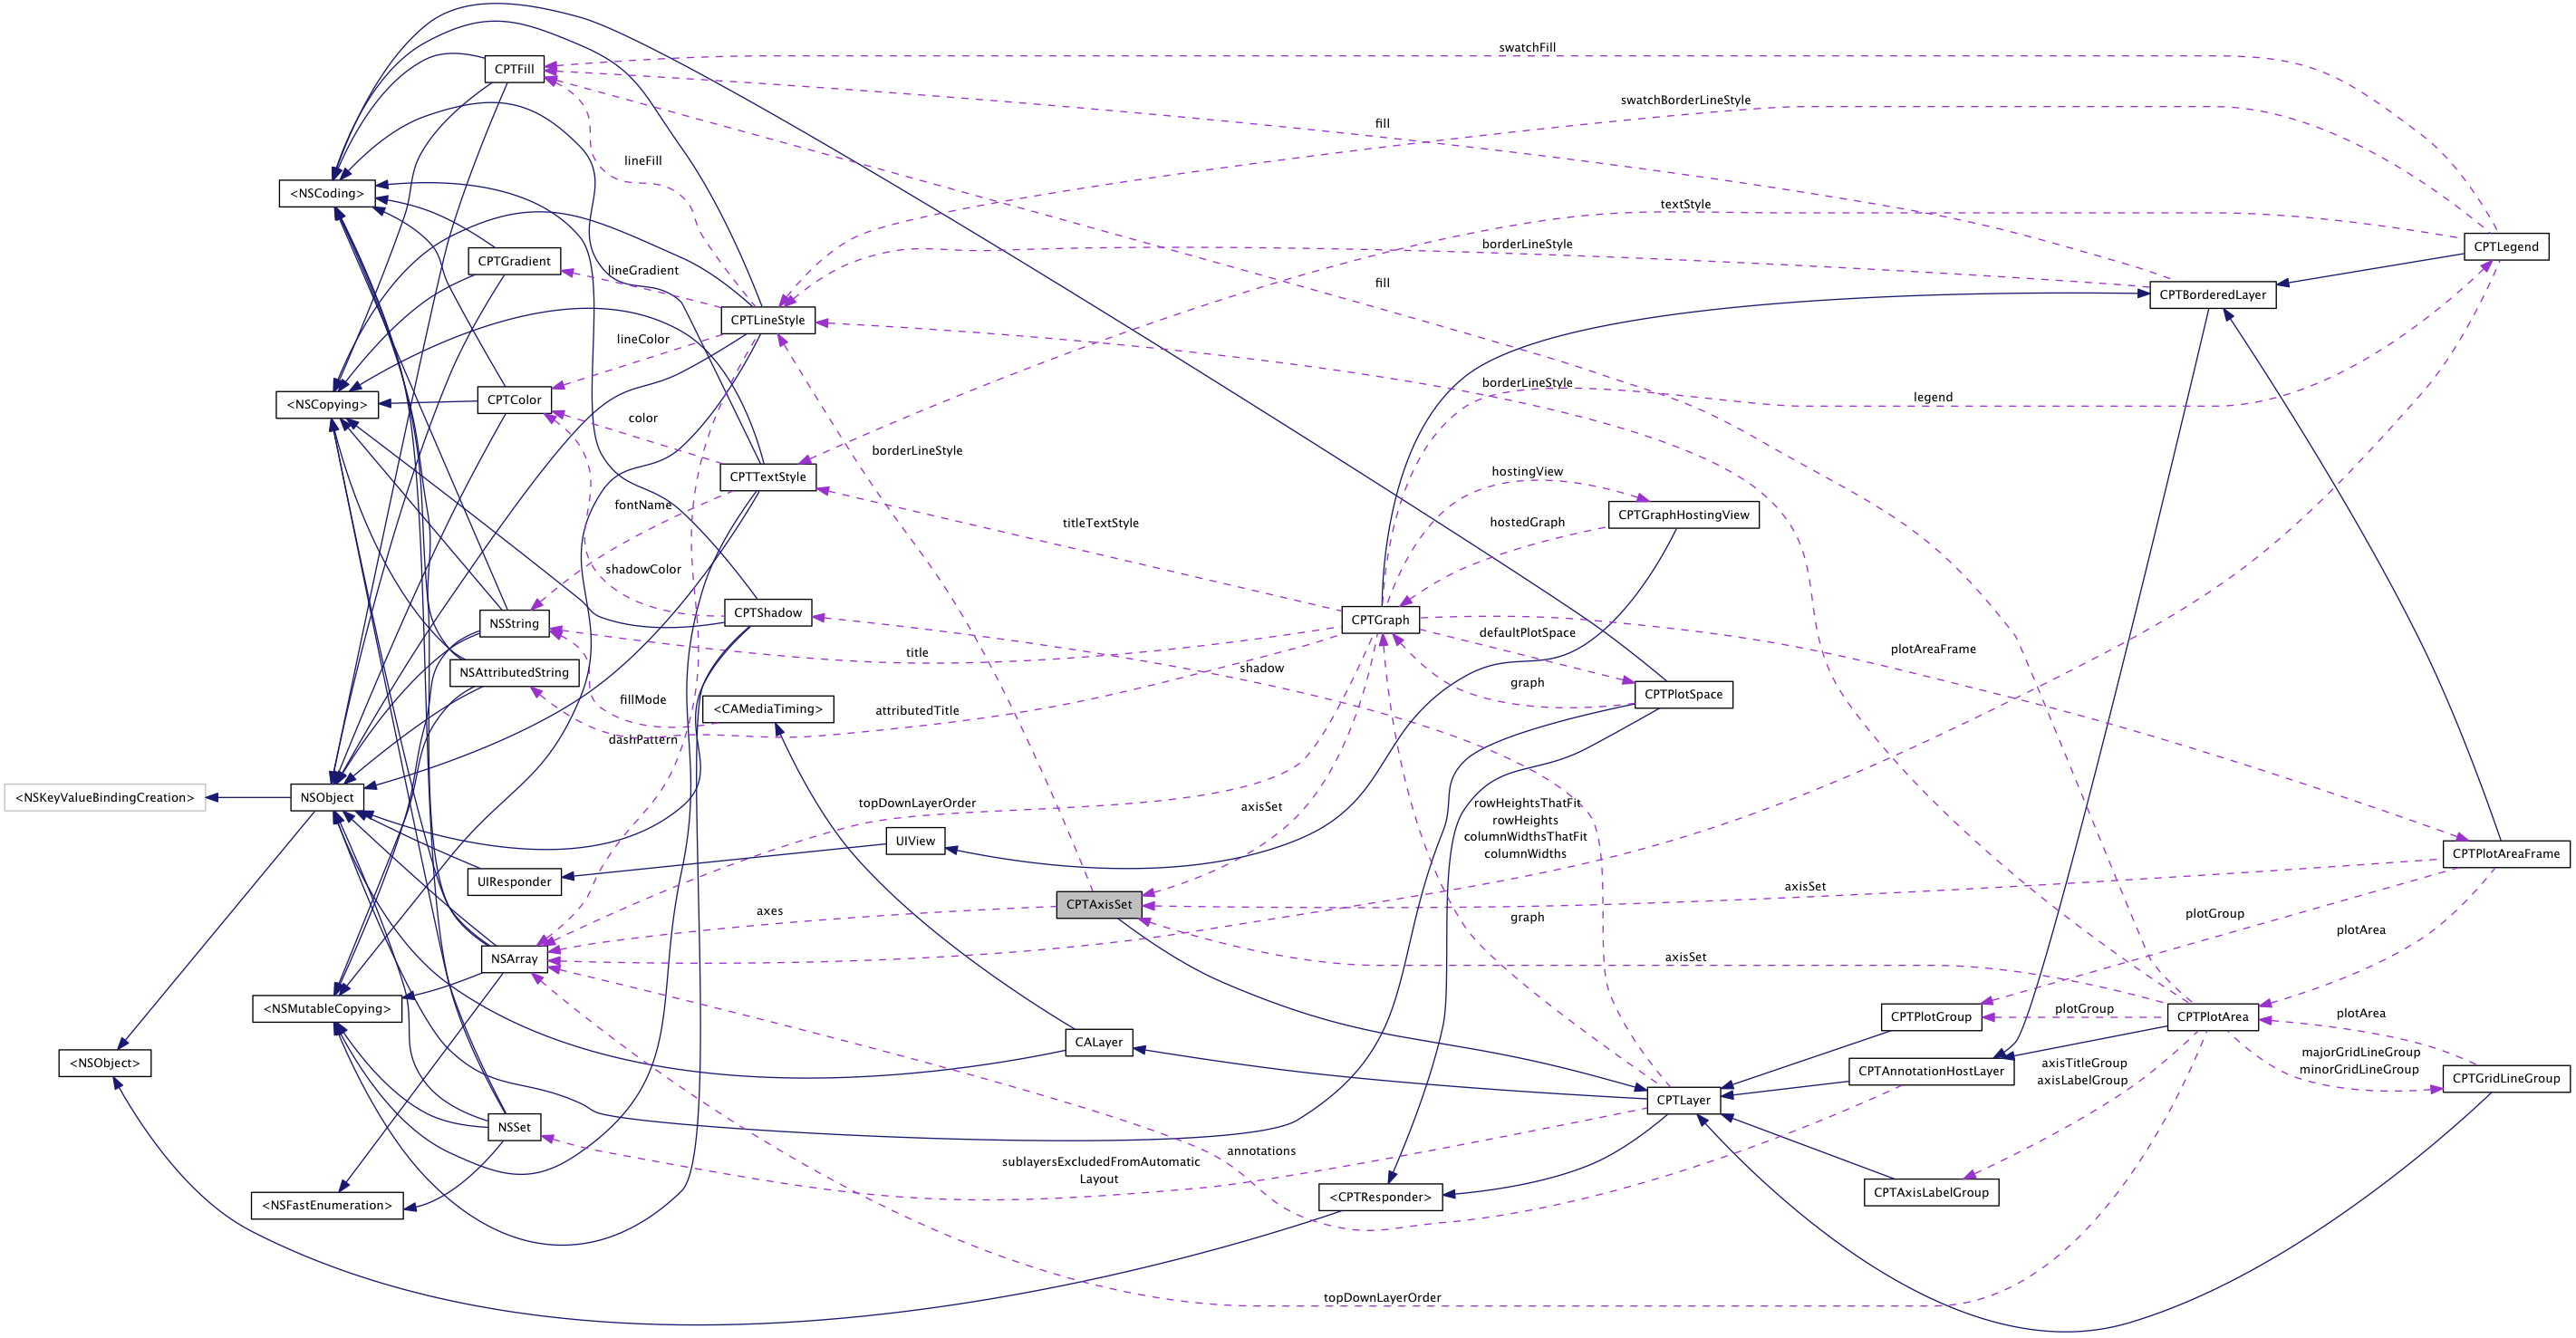 swatchFill
CPTFill
swatchBorderLineStyle
fill
lineFill
<NSCoding>
textStyle
borderLineStyle
CPTLegend
CPTGradient
lineGradient
fill
CPTBorderedLayer
CPTLineStyle
lineColor
borderLineStyle
legend
<NSCopying>
CPTColor
color
borderLineStyle
hostingView
CPTTextStyle
fontName
titleTextStyle
hostedGraph
CPTGraphHostingView
shadowColor
CPTShadow
NSString
CPTGraph
defaultPlotSpace
title
shadow
plotAreaFrame
NSAttributedString
graph
CPTPlotSpace
fillMode
<CAMediaTiming>
attributedTitle
dashPattern
<NSKeyValueBindingCreation>
NSObject
topDownLayerOrder
axisSet
rowHeightsThatFit
rowHeights
columnWidthsThatFit
columnWidths
UIView
CPTPlotAreaFrame
UIResponder
axisSet
CPTAxisSet
axes
graph
plotGroup
plotArea
NSArray
axisSet
<NSMutableCopying>
CPTPlotGroup
plotGroup
CPTPlotArea
plotArea
CALayer
<NSObject>
majorGridLineGroup
minorGridLineGroup
axisTitleGroup
axisLabelGroup
CPTAnnotationHostLayer
CPTGridLineGroup
CPTLayer
NSSet
annotations
sublayersExcludedFromAutomatic
Layout
<CPTResponder>
CPTAxisLabelGroup
<NSFastEnumeration>
topDownLayerOrder